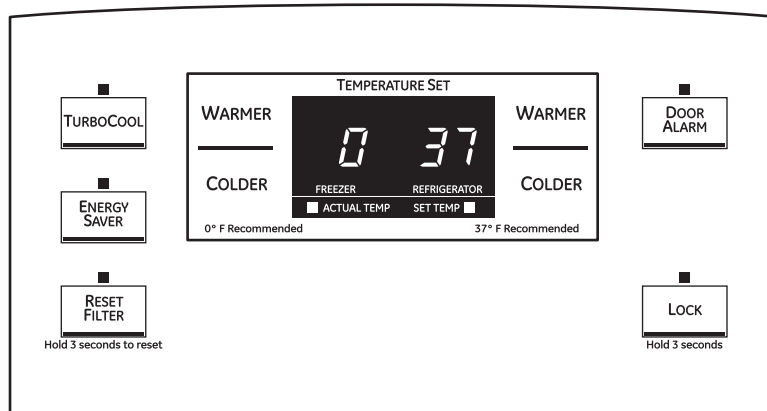 TEMPERATURE SET
TURBOCOOL
WARMER
0 37
WARMER
DOOR
ALARM
COLDER
FREEZER REFRIGERATOR
COLDER
ENERGY
SAVER
ACTUAL TEMP SET TEMP
0° F Recommended 37° F Recommended
RESET
FILTER
Hold 3 seconds to reset
LOCK
Hold 3 seconds